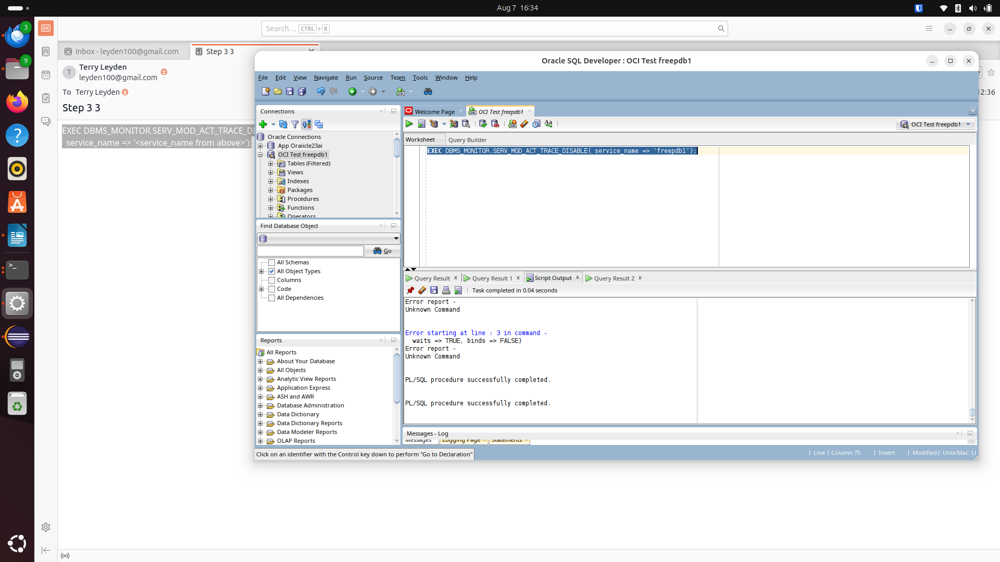 Aug 7 16:34
3
9
Search… CTRL + K
Inbox - leyden100@gmail.com
Step 3 3
T
Terry Leyden
leyden100@gmail.com
To Terry Leyden
12:36
Step 3 3
EXEC DBMS_MONITOR.SERV_MOD_ACT_TRACE_DI
service_name => '<service_name from above>');
Oracle SQL Developer : OCI Test freepdb1
File Edit View Navigate Run Source Team Tools Window Help
Connections
Oracle Connections
App Oraiicle23ai
OCI Test freepdb1
Tables (Filtered)
Views
Indexes
Packages
Procedures
Functions
Operators
Find Database Object
Go
All Schemas
All Object Types
Columns
Code
All Dependencies
Reports
All Reports
About Your Database
All Objects
Analytic View Reports
Application Express
ASH and AWR
Database Administration
Data Dictionary
Data Dictionary Reports
Data Modeler Reports
OLAP Reports
Welcome Page
OCI Test freepdb1
OCI Test freepdb1
Worksheet Query Builder
EXEC DBMS_MONITOR.SERV_MOD_ACT_TRACE_DISABLE( service_name => 'freepdb1');
Query Result x Query Result 1 x Script Output x Query Result 2 x
Task completed in 0.04 seconds
Error report -
Unknown Command
Error starting at line : 3 in command -
waits => TRUE, binds => FALSE)
Error report -
Unknown Command
PL/SQL procedure successfully completed.
PL/SQL procedure successfully completed.
Messages - Log
Messages Logging Page Statements
Click on an identifier with the Control key down to perform "Go to Declaration"
Line 1 Column 75 Insert Modified Unix/Mac: LF